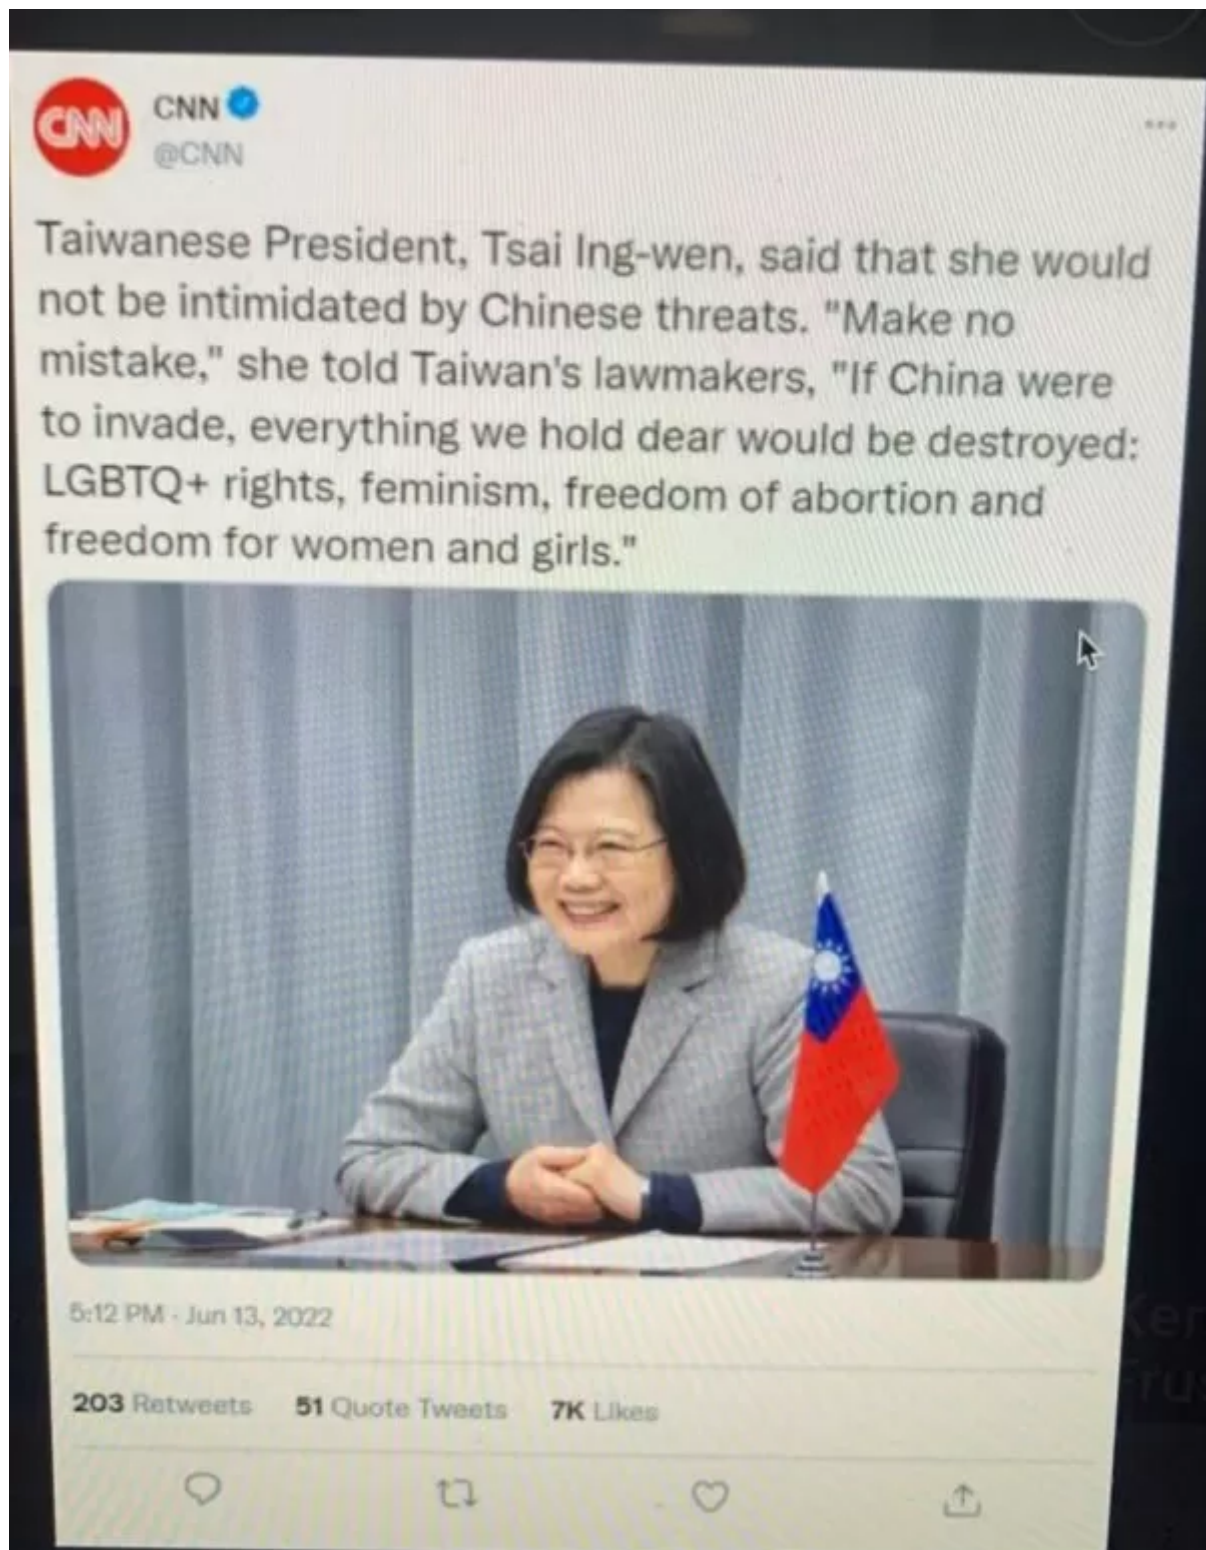 CNN
CNN
@CNN
Taiwanese President, Tsai Ing-wen, said that she would
not be intimidated by Chinese threats. "Make no
mistake," she told Taiwan's lawmakers, "If China were
to invade, everything we hold dear would be destroyed:
LGBTQ+ rights, feminism, freedom of abortion and
freedom for women and girls."
5:12 PM · Jun 13, 2022
203 Retweets 51 Quote Tweets 7K Likes